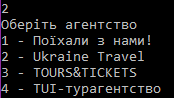 2
Оберіть агентство
1 - Поїхали з нами!
2 - Ukraine Travel
3 - TOURS&TICKETS
4 - TUI-турагентство